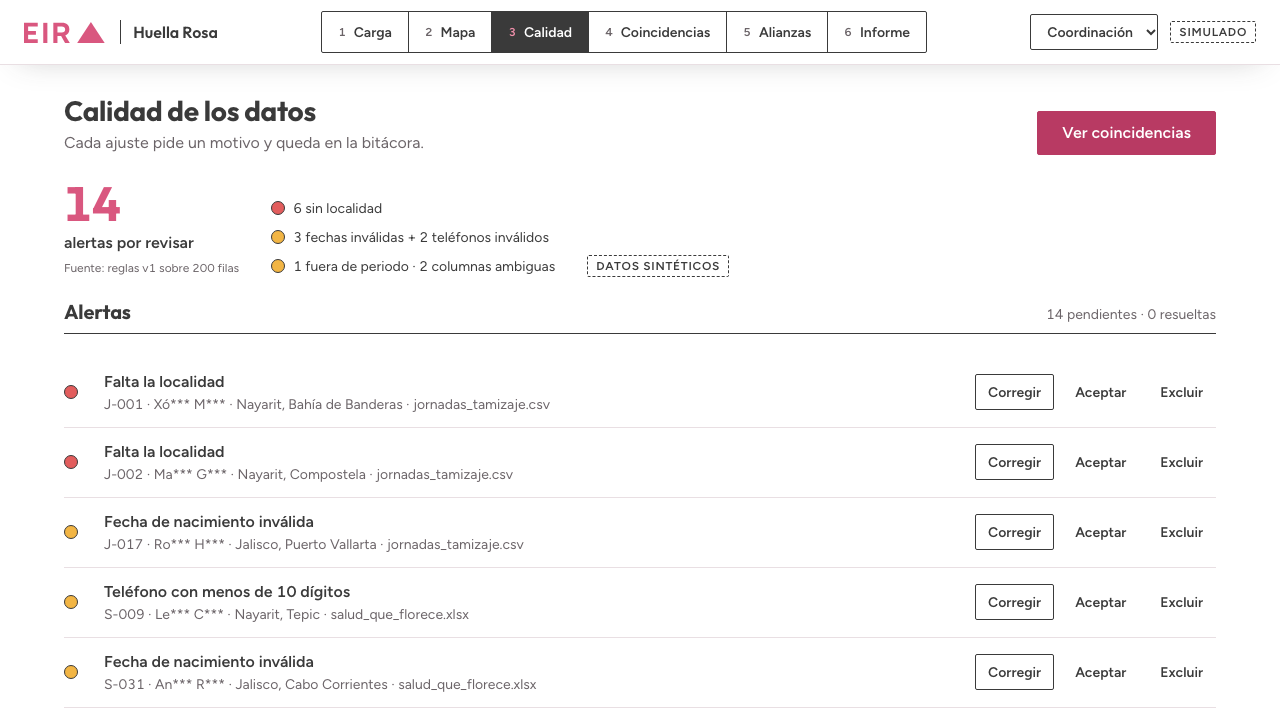 EIR
Huella Rosa
1 Carga
2 Mapa
3 Calidad
4 Coincidencias
5 Alianzas
6 Informe
Coordinación
SIMULADO
Calidad de los datos
Cada ajuste pide un motivo y queda en la bitácora.
Ver coincidencias
14
alertas por revisar
Fuente: reglas v1 sobre 200 filas
6 sin localidad
3 fechas inválidas + 2 teléfonos inválidos
1 fuera de periodo · 2 columnas ambiguas
DATOS SINTÉTICOS
Alertas
14 pendientes · 0 resueltas
Falta la localidad
J-001 · Xó*** M*** · Nayarit, Bahía de Banderas · jornadas_tamizaje.csv
Corregir Aceptar Excluir
Falta la localidad
J-002 · Ma*** G*** · Nayarit, Compostela · jornadas_tamizaje.csv
Corregir Aceptar Excluir
Fecha de nacimiento inválida
J-017 · Ro*** H*** · Jalisco, Puerto Vallarta · jornadas_tamizaje.csv
Corregir Aceptar Excluir
Teléfono con menos de 10 dígitos
S-009 · Le*** C*** · Nayarit, Tepic · salud_que_florece.xlsx
Corregir Aceptar Excluir
Fecha de nacimiento inválida
S-031 · An*** R*** · Jalisco, Cabo Corrientes · salud_que_florece.xlsx
Corregir Aceptar Excluir